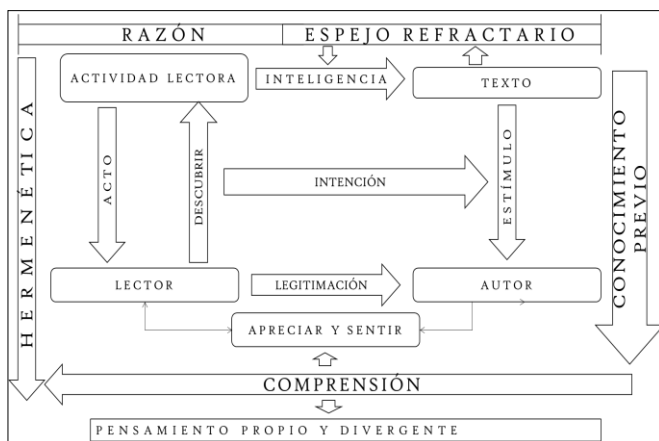 RAZÓN
ESPEJO REFRACTARIO
ACTIVIDAD LECTORA
INTELIGENCIA
TEXTO
HERMENÉTICA
ACTO
DESCUBRIR
INTENCIÓN
ESTÍMULO
CONOCIMIENTO
PREVIO
LECTOR
LEGITIMACIÓN
AUTOR
APRECIAR Y SENTIR
COMPRENSIÓN
PENSAMIENTO PROPIO Y DIVERGENTE